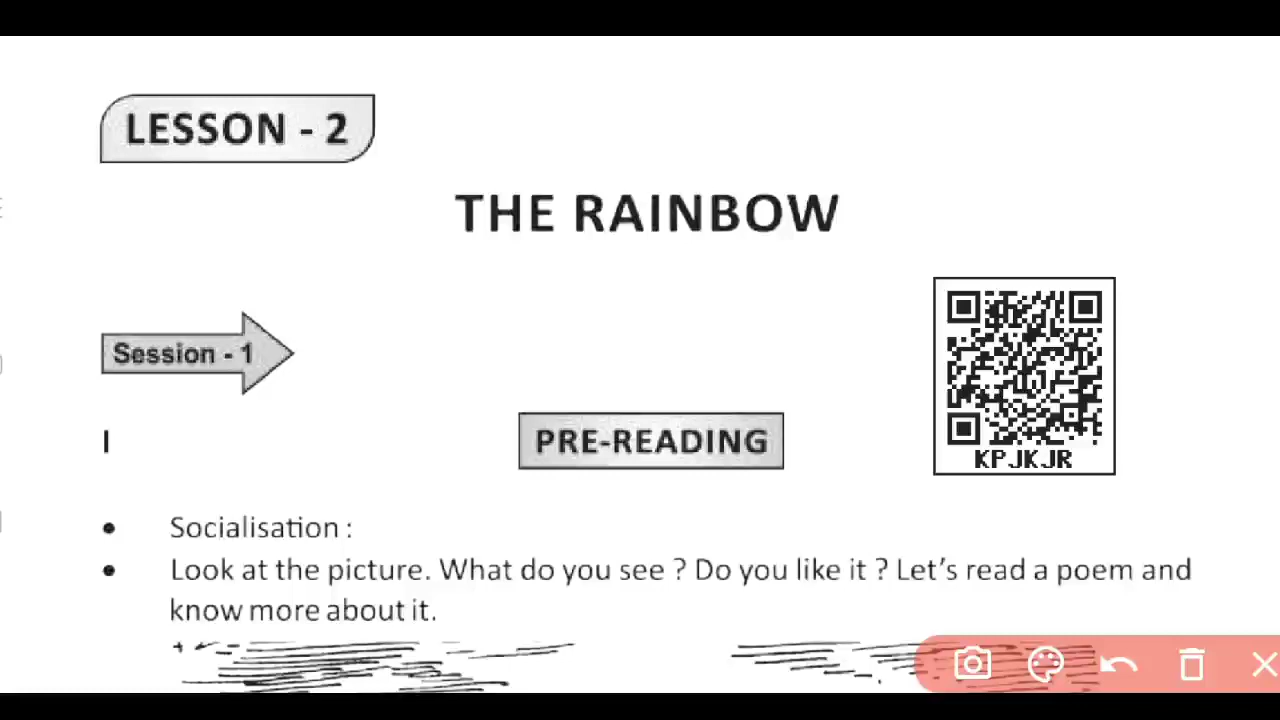 LESSON - 2
THE RAINBOW
Session - 1
I
PRE-READING
KPJKJR
• Socialisation :
• Look at the picture. What do you see ? Do you like it ? Let's read a poem and
know more about it.